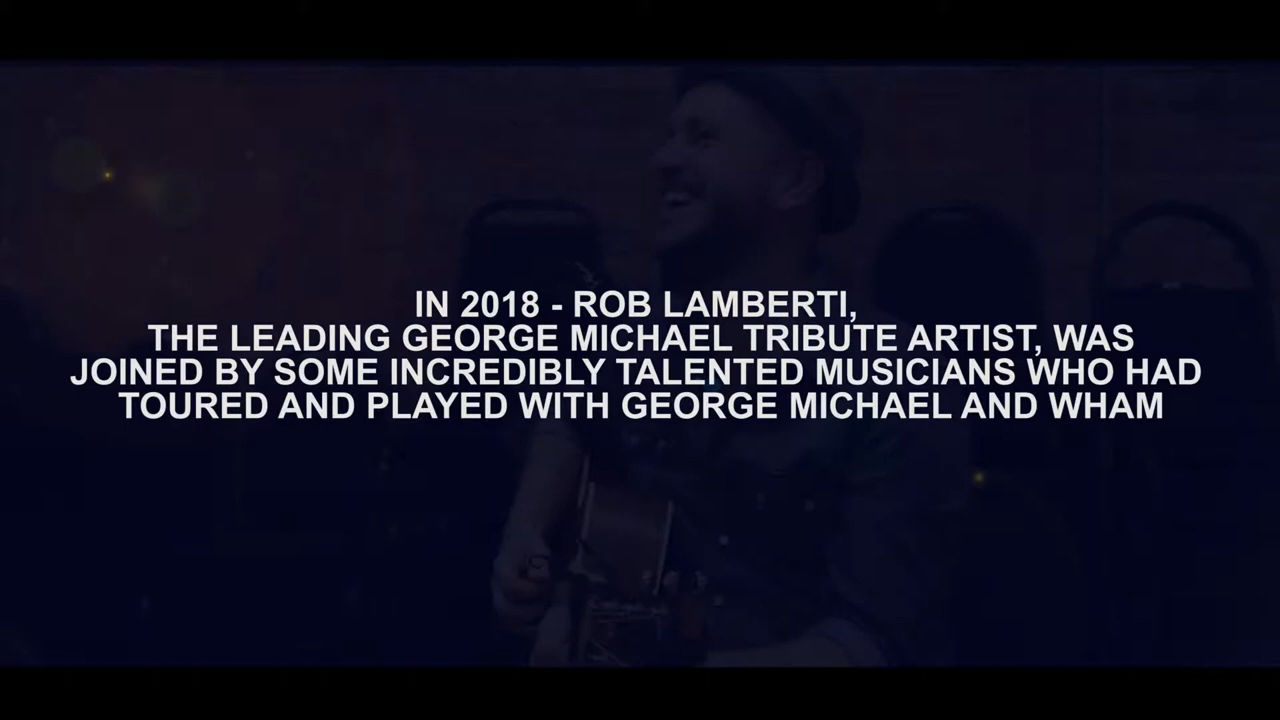 IN 2018 - ROB LAMBERTI,
THE LEADING GEORGE MICHAEL TRIBUTE ARTIST, WAS
JOINED BY SOME INCREDIBLY TALENTED MUSICIANS WHO HAD
TOURED AND PLAYED WITH GEORGE MICHAEL AND WHAM